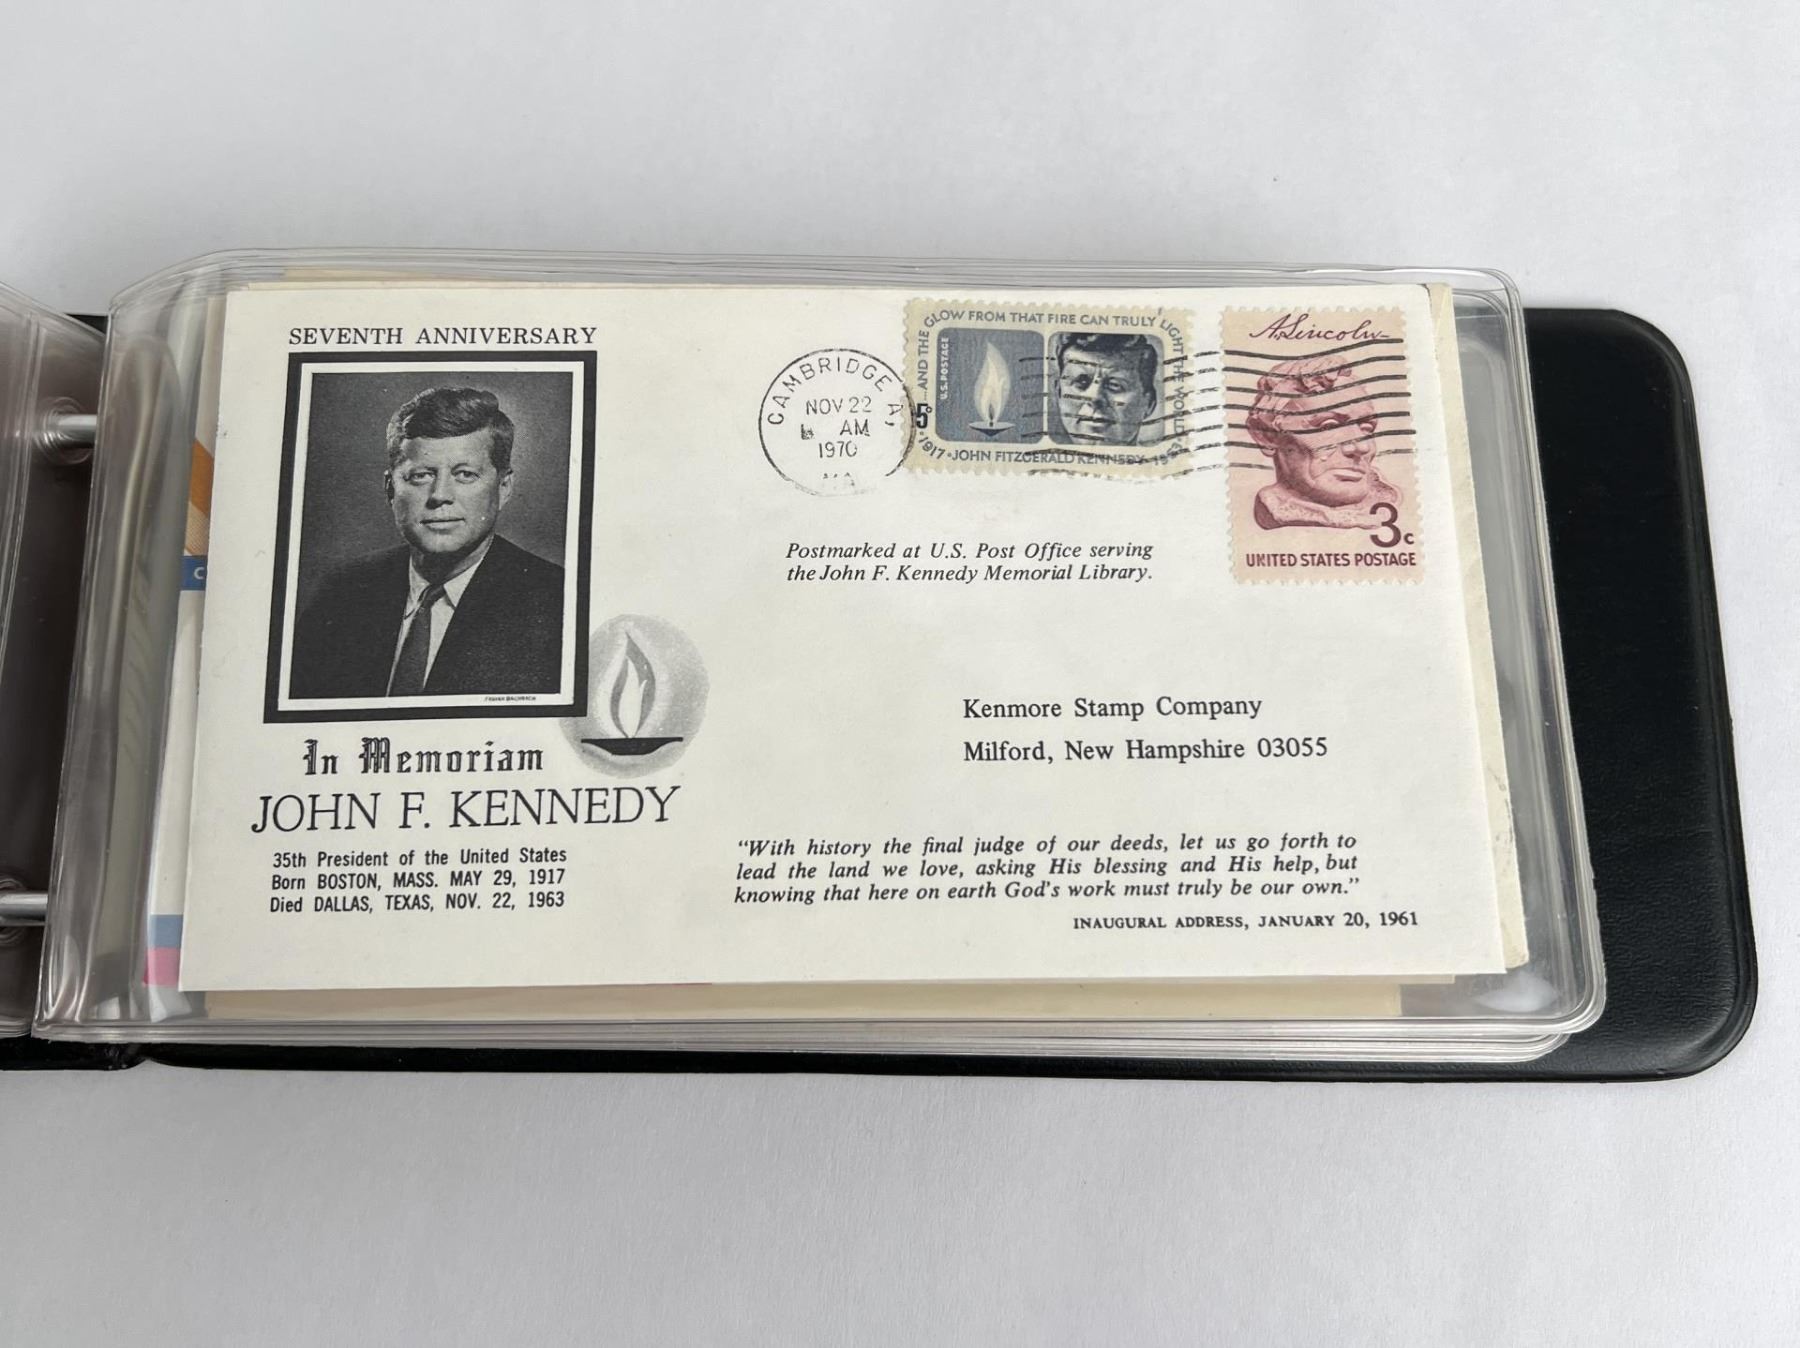 SEVENTH ANNIVERSARY
FABIAN BACHRACH
In Memoriam
JOHN F. KENNEDY
35th President of the United States
Born BOSTON, MASS. MAY 29, 1917
Died DALLAS, TEXAS, NOV. 22, 1963
CAMBRIDGE A,
NOV 22
AM
1970
MA
...AND THE GLOW FROM THAT FIRE CAN TRULY LIGHT THE WORLD
U.S. POSTAGE
5c
1917·JOHN FITZGERALD KENNEDY·1963
A. Lincoln
3c
UNITED STATES POSTAGE
Postmarked at U.S. Post Office serving
the John F. Kennedy Memorial Library.
Kenmore Stamp Company
Milford, New Hampshire 03055
"With history the final judge of our deeds, let us go forth to
lead the land we love, asking His blessing and His help, but
knowing that here on earth God's work must truly be our own."
INAUGURAL ADDRESS, JANUARY 20, 1961
C